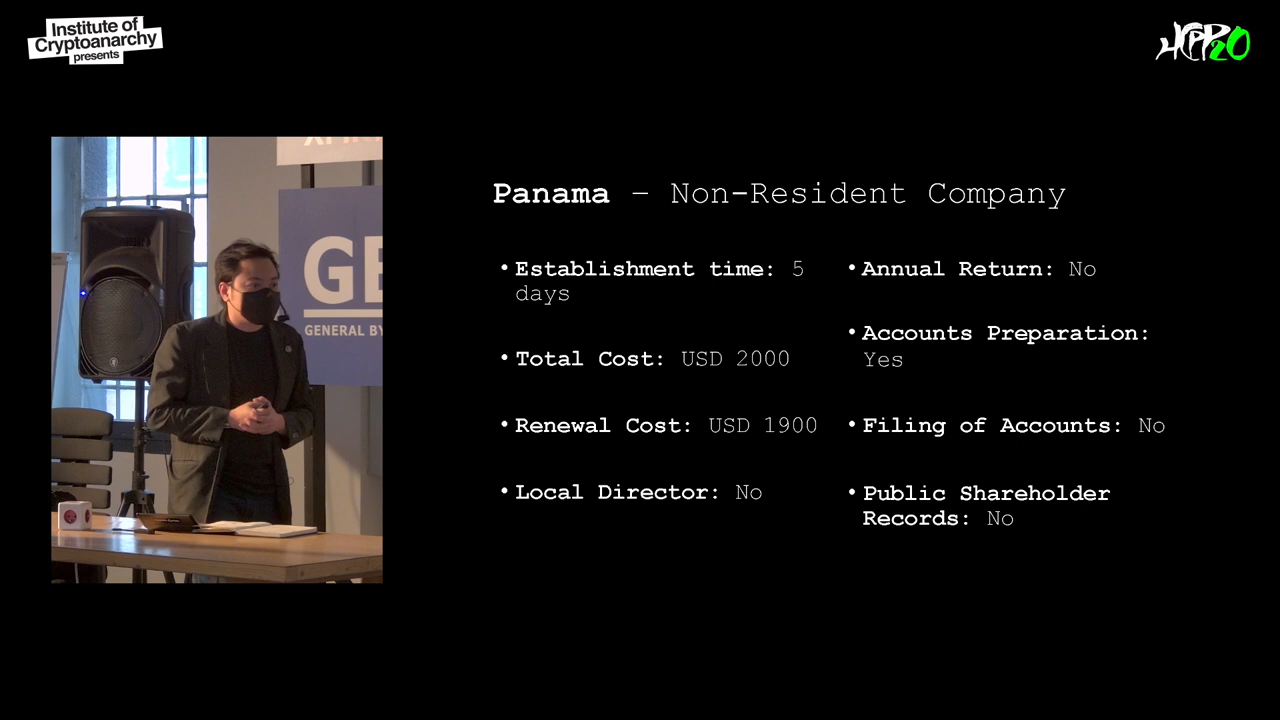 Institute of
Cryptoanarchy
presents
HCPP20
GE
GENERAL BY
Panama – Non-Resident Company
• Establishment time: 5
days
• Total Cost: USD 2000
• Renewal Cost: USD 1900
• Local Director: No
• Annual Return: No
• Accounts Preparation:
Yes
• Filing of Accounts: No
• Public Shareholder
Records: No